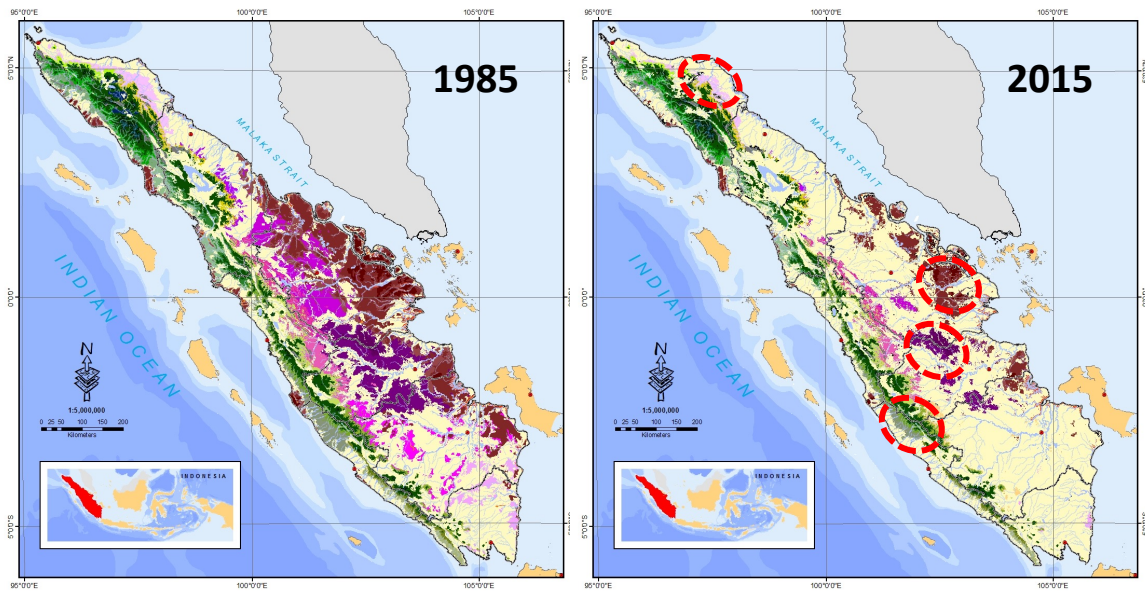 95°0'0"E
100°0'0"E
105°0'0"E
5°0'0"N
1985
MALAKA STRAIT
0°0'0"
INDIAN OCEAN
N
1:5,000,000
0 25 50 100 150 200
Kilometers
INDONESIA
5°0'0"S
95°0'0"E
100°0'0"E
105°0'0"E
95°0'0"E
100°0'0"E
105°0'0"E
5°0'0"N
2015
MALAKA STRAIT
0°0'0"
INDIAN OCEAN
N
1:5,000,000
0 25 50 100 150 200
Kilometers
INDONESIA
5°0'0"S
95°0'0"E
100°0'0"E
105°0'0"E